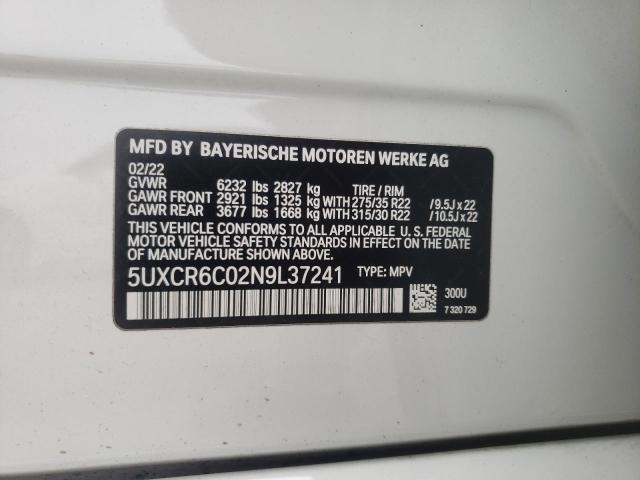 MFD BY BAYERISCHE MOTOREN WERKE AG
02/22
GVWR 6232 lbs 2827 kg TIRE / RIM
GAWR FRONT 2921 lbs 1325 kg WITH 275/35 R22 / 9.5J x 22
GAWR REAR 3677 lbs 1668 kg WITH 315/30 R22 / 10.5J x 22
THIS VEHICLE CONFORMS TO ALL APPLICABLE U. S. FEDERAL
MOTOR VEHICLE SAFETY STANDARDS IN EFFECT ON THE DATE
OF MANUFACTURE SHOWN ABOVE.
5UXCR6C02N9L37241 TYPE: MPV
300U
7 320 729